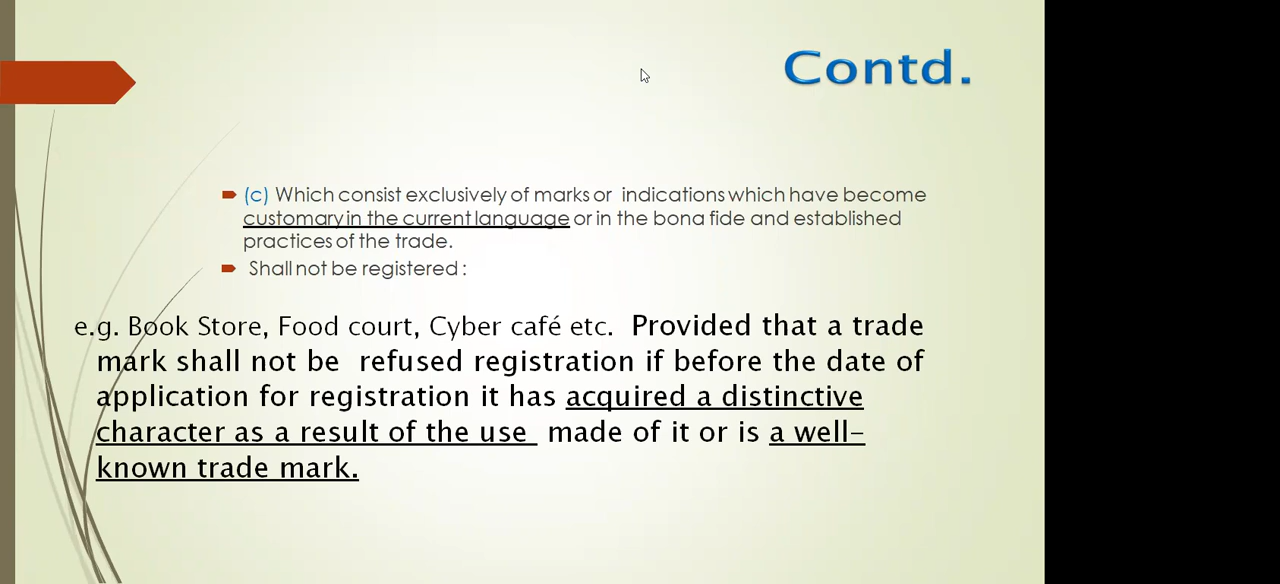 Contd.
(c) Which consist exclusively of marks or indications which have become
customary in the current language or in the bona fide and established
practices of the trade.
Shall not be registered :
e.g. Book Store, Food court, Cyber café etc. Provided that a trade
mark shall not be refused registration if before the date of
application for registration it has acquired a distinctive
character as a result of the use made of it or is a well-
known trade mark.